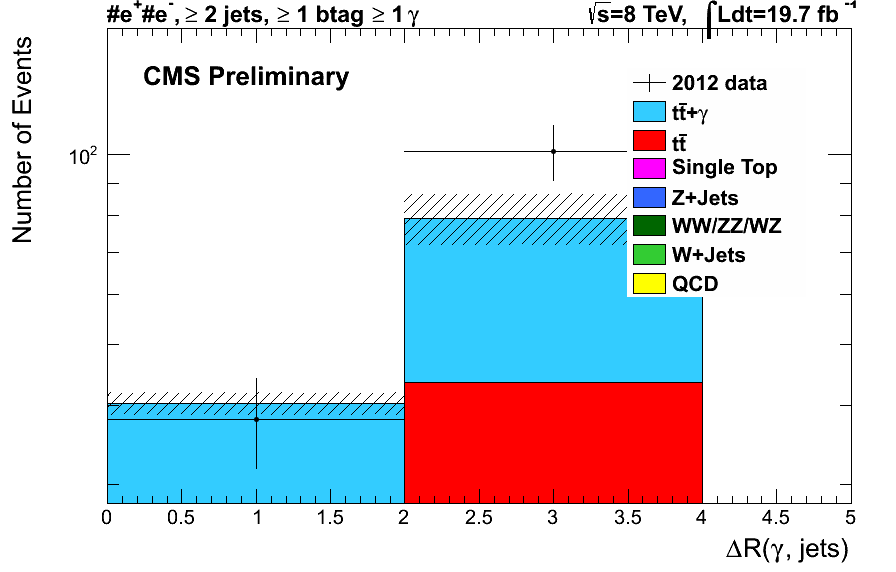 #e⁺#e⁻, ≥ 2 jets, ≥ 1 btag ≥ 1 γ
√s=8 TeV, ∫Ldt=19.7 fb⁻¹
CMS Preliminary
2012 data
tt̄+γ
tt̄
Single Top
Z+Jets
WW/ZZ/WZ
W+Jets
QCD
Number of Events
10²
0 0.5 1 1.5 2 2.5 3 3.5 4 4.5 5
ΔR(γ, jets)